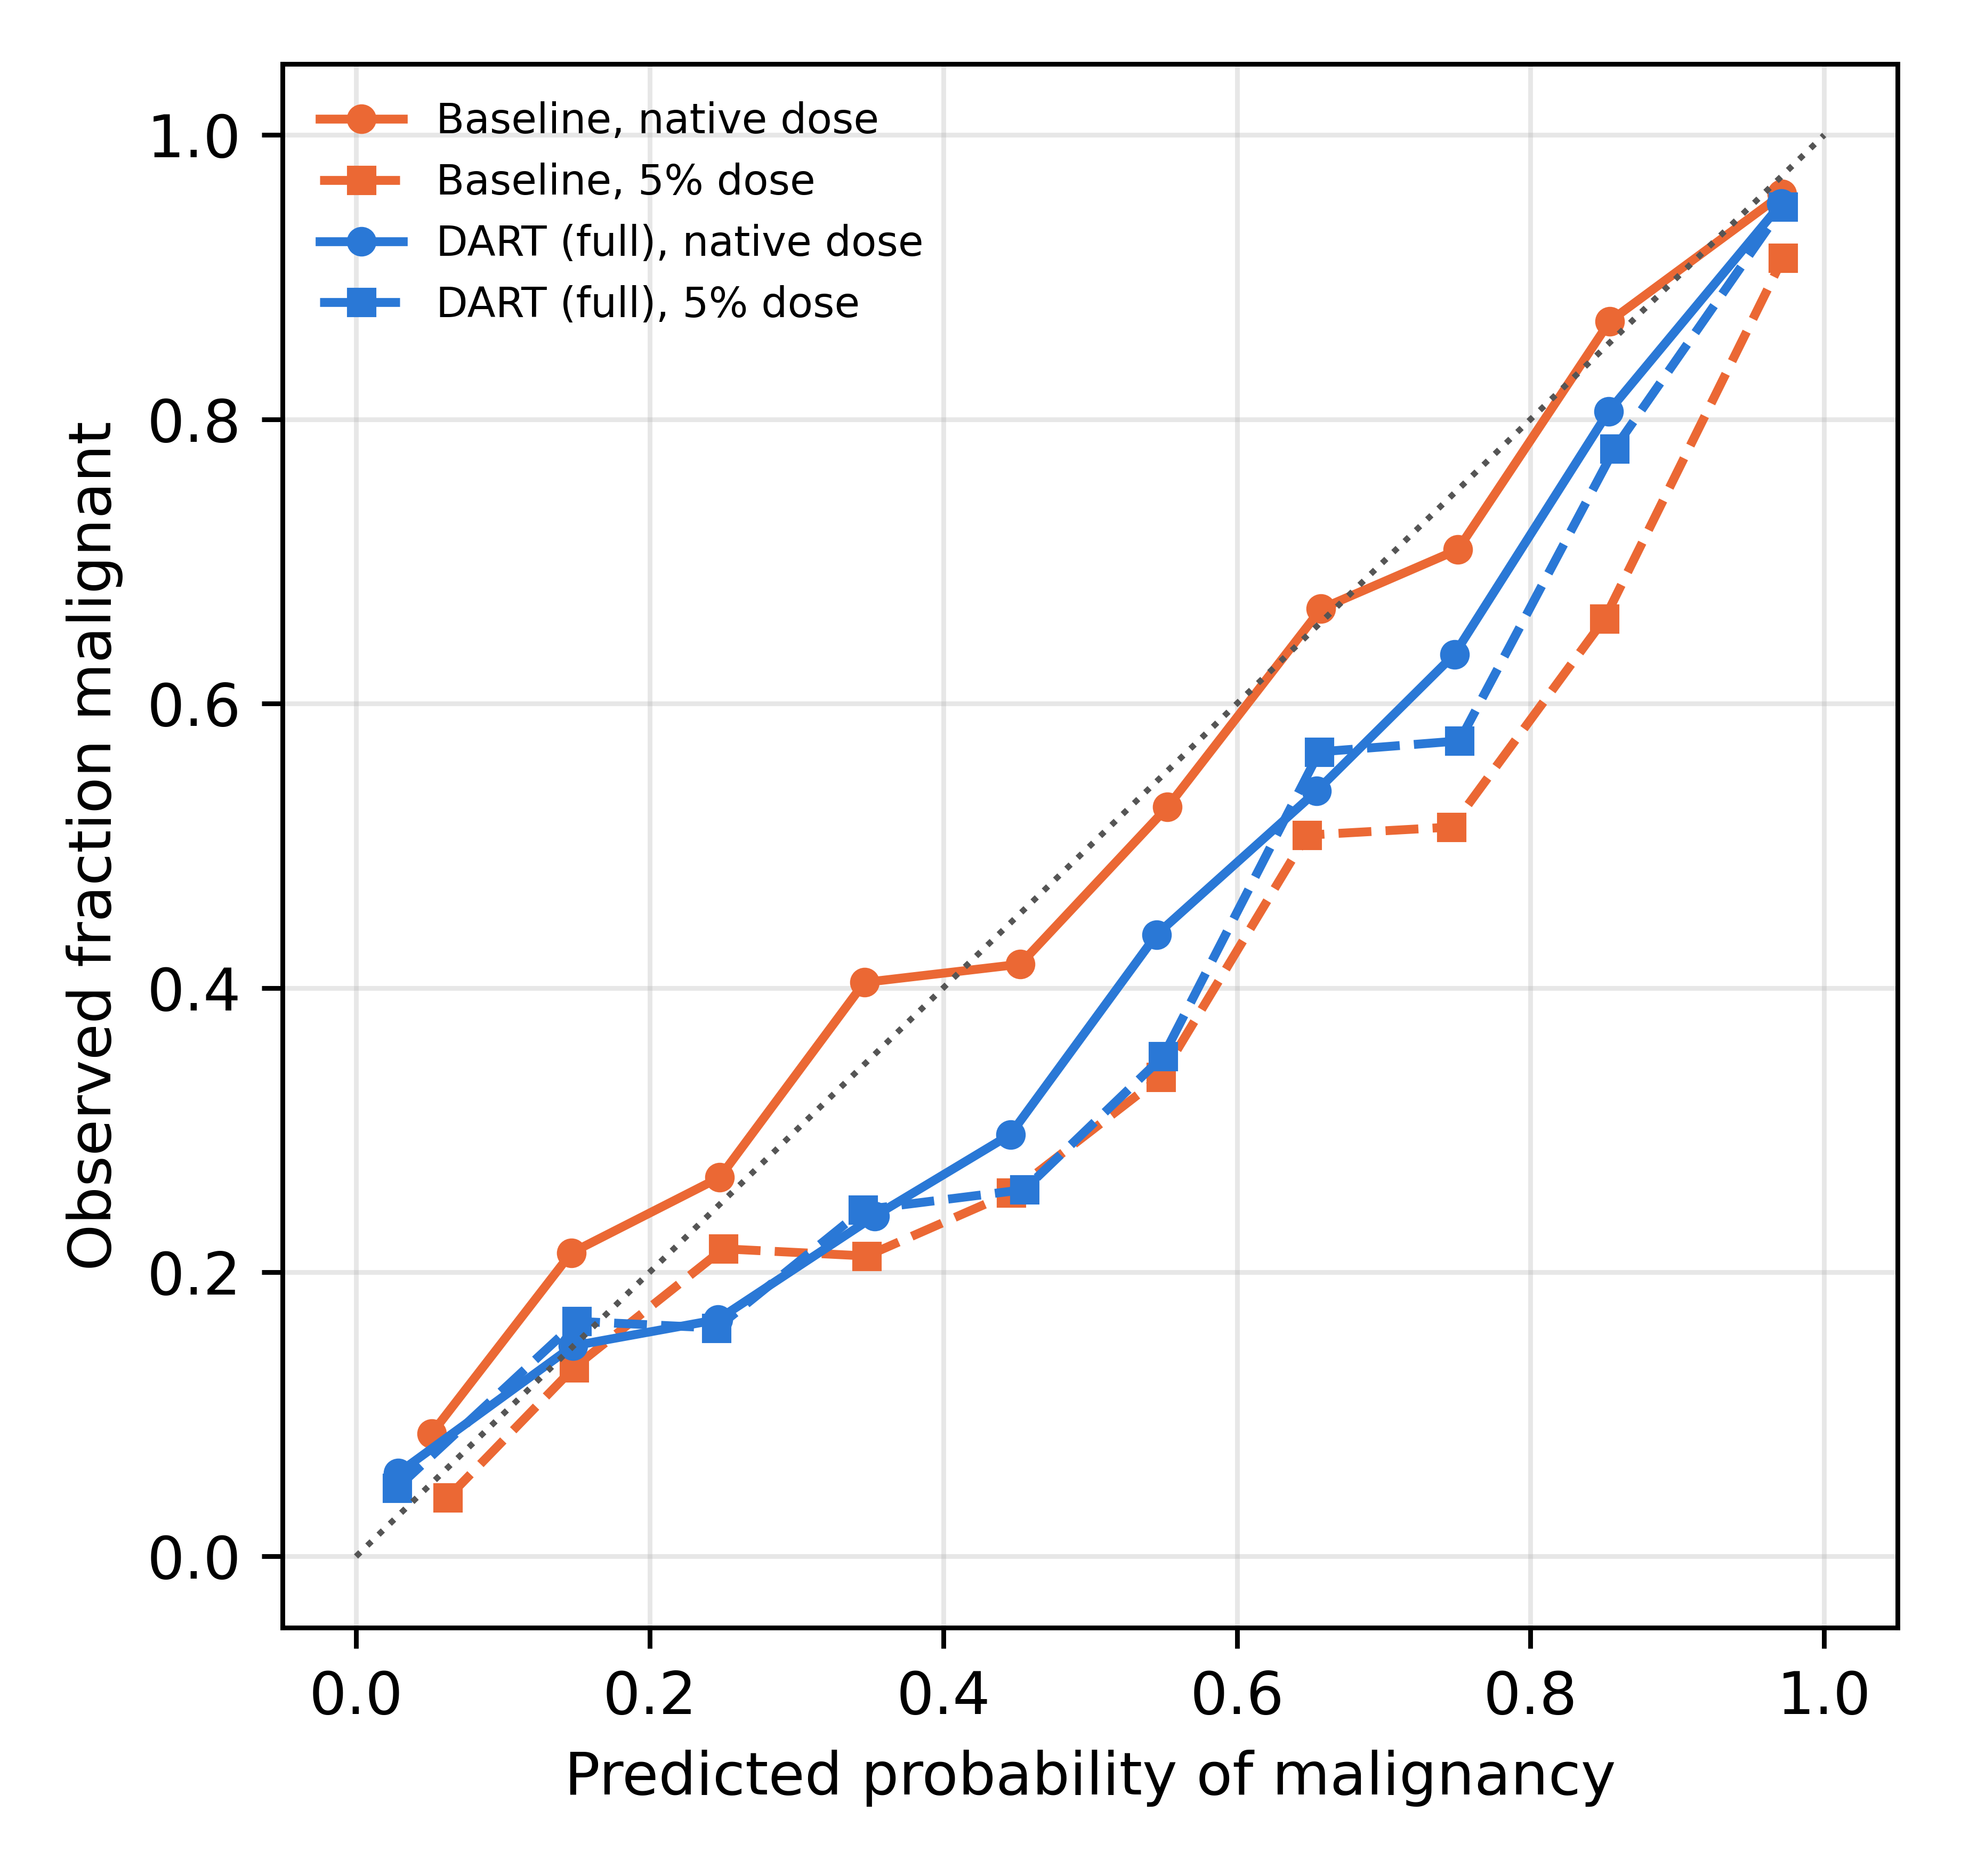 Baseline, native dose
Baseline, 5% dose
DART (full), native dose
DART (full), 5% dose
Observed fraction malignant
1.0
0.8
0.6
0.4
0.2
0.0
0.0 0.2 0.4 0.6 0.8 1.0
Predicted probability of malignancy